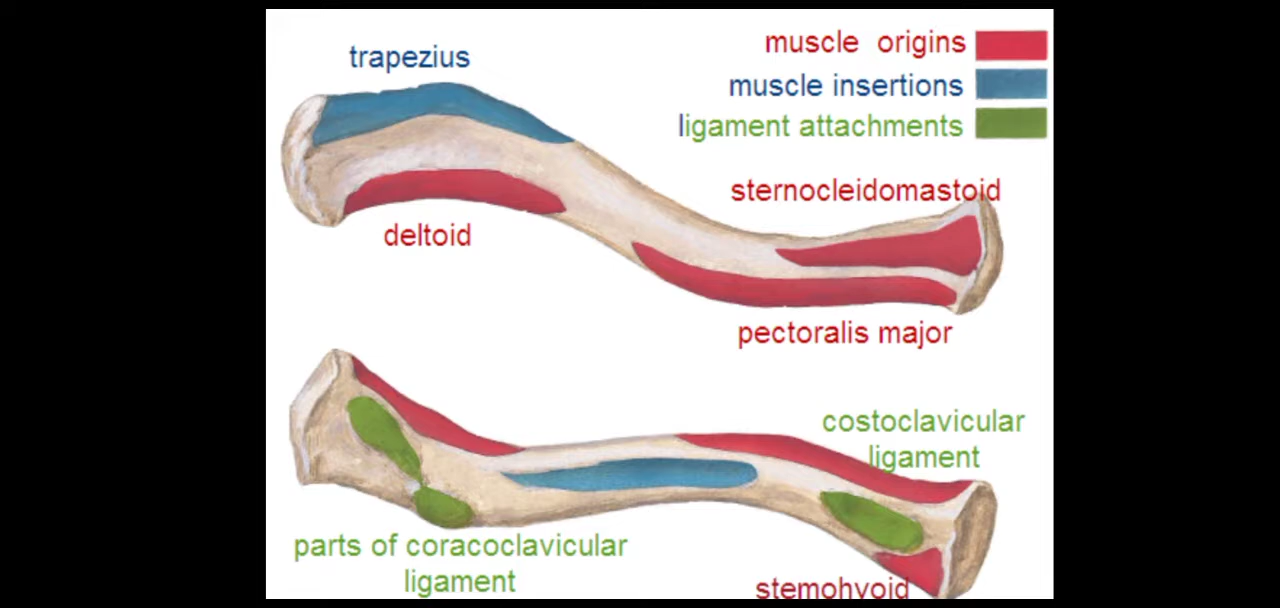 trapezius
muscle origins
muscle insertions
ligament attachments
sternocleidomastoid
deltoid
pectoralis major
costoclavicular
ligament
parts of coracoclavicular
ligament
stemohyoid